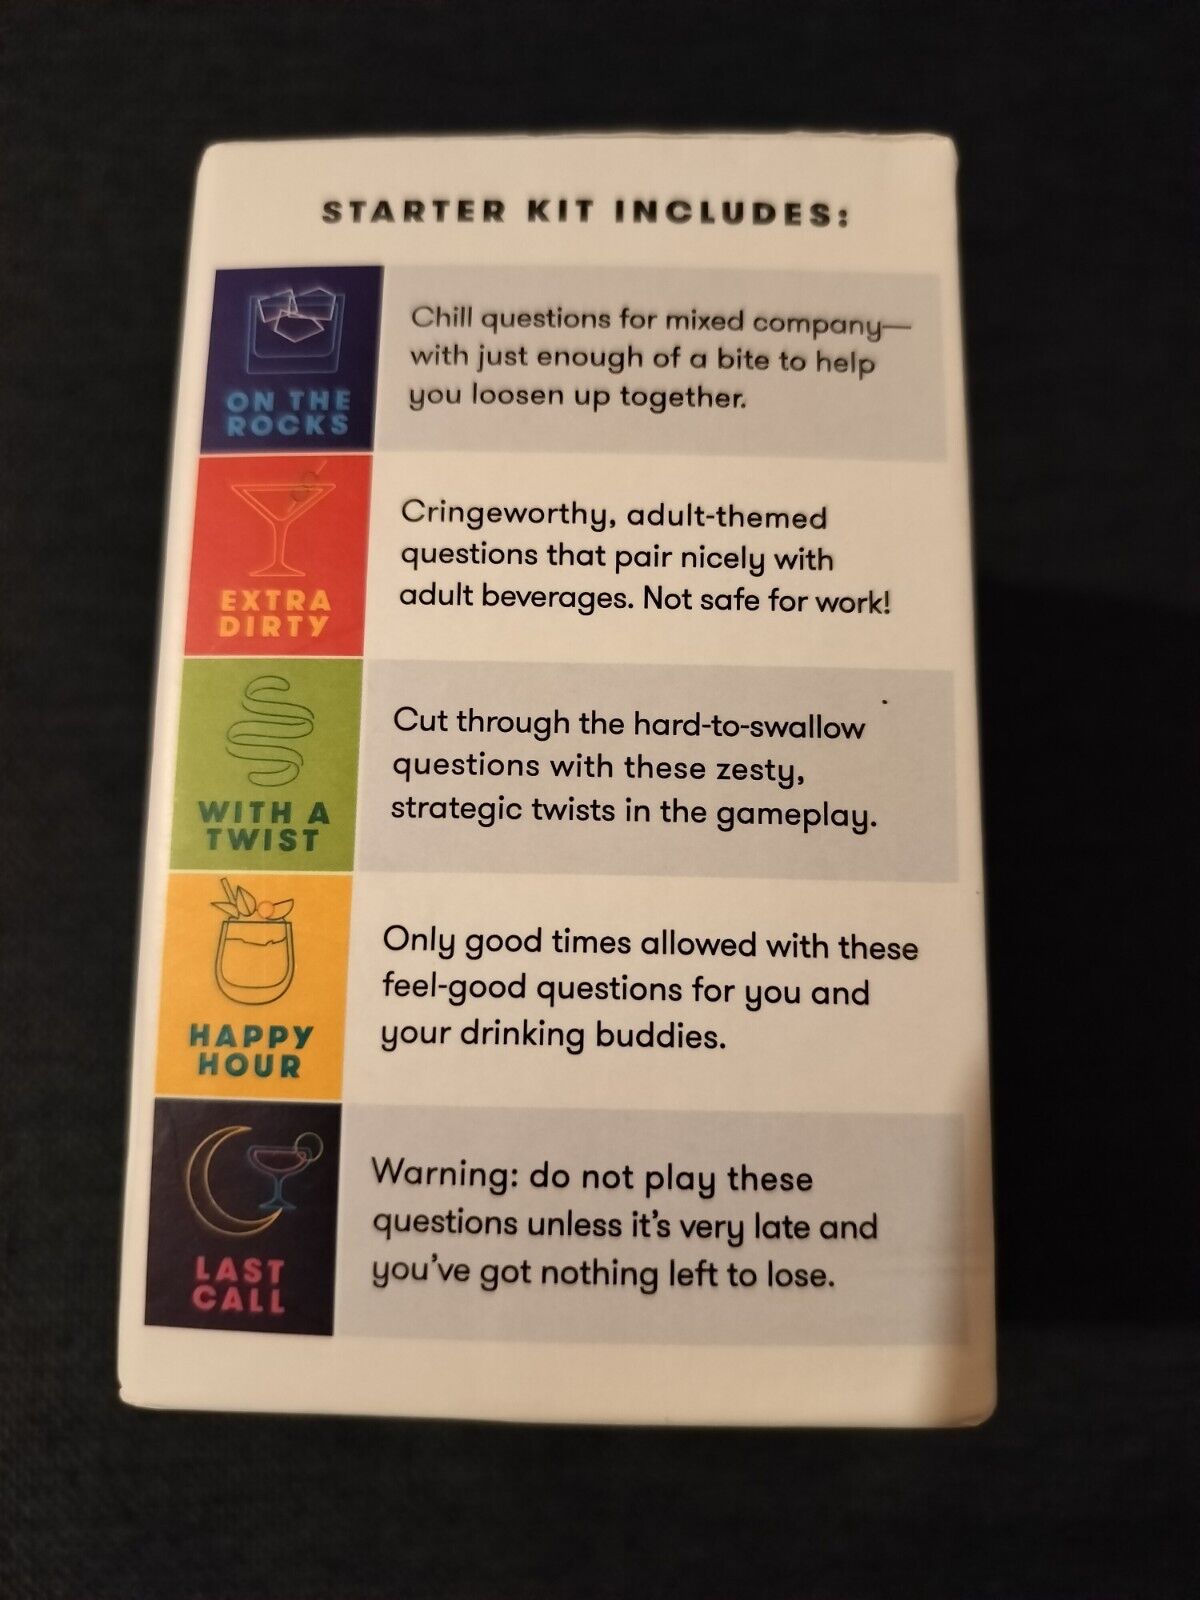 STARTER KIT INCLUDES:
ON THE
ROCKS
Chill questions for mixed company—
with just enough of a bite to help
you loosen up together.
EXTRA
DIRTY
Cringeworthy, adult-themed
questions that pair nicely with
adult beverages. Not safe for work!
WITH A
TWIST
Cut through the hard-to-swallow
questions with these zesty,
strategic twists in the gameplay.
HAPPY
HOUR
Only good times allowed with these
feel-good questions for you and
your drinking buddies.
LAST
CALL
Warning: do not play these
questions unless it's very late and
you've got nothing left to lose.